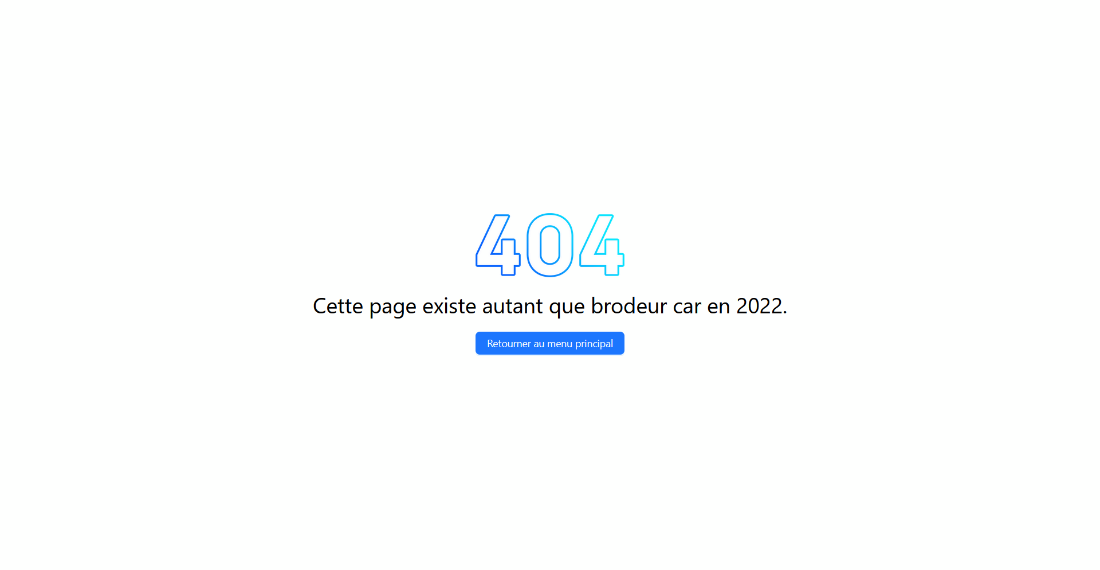 404
Cette page existe autant que brodeur car en 2022.
Retourner au menu principal